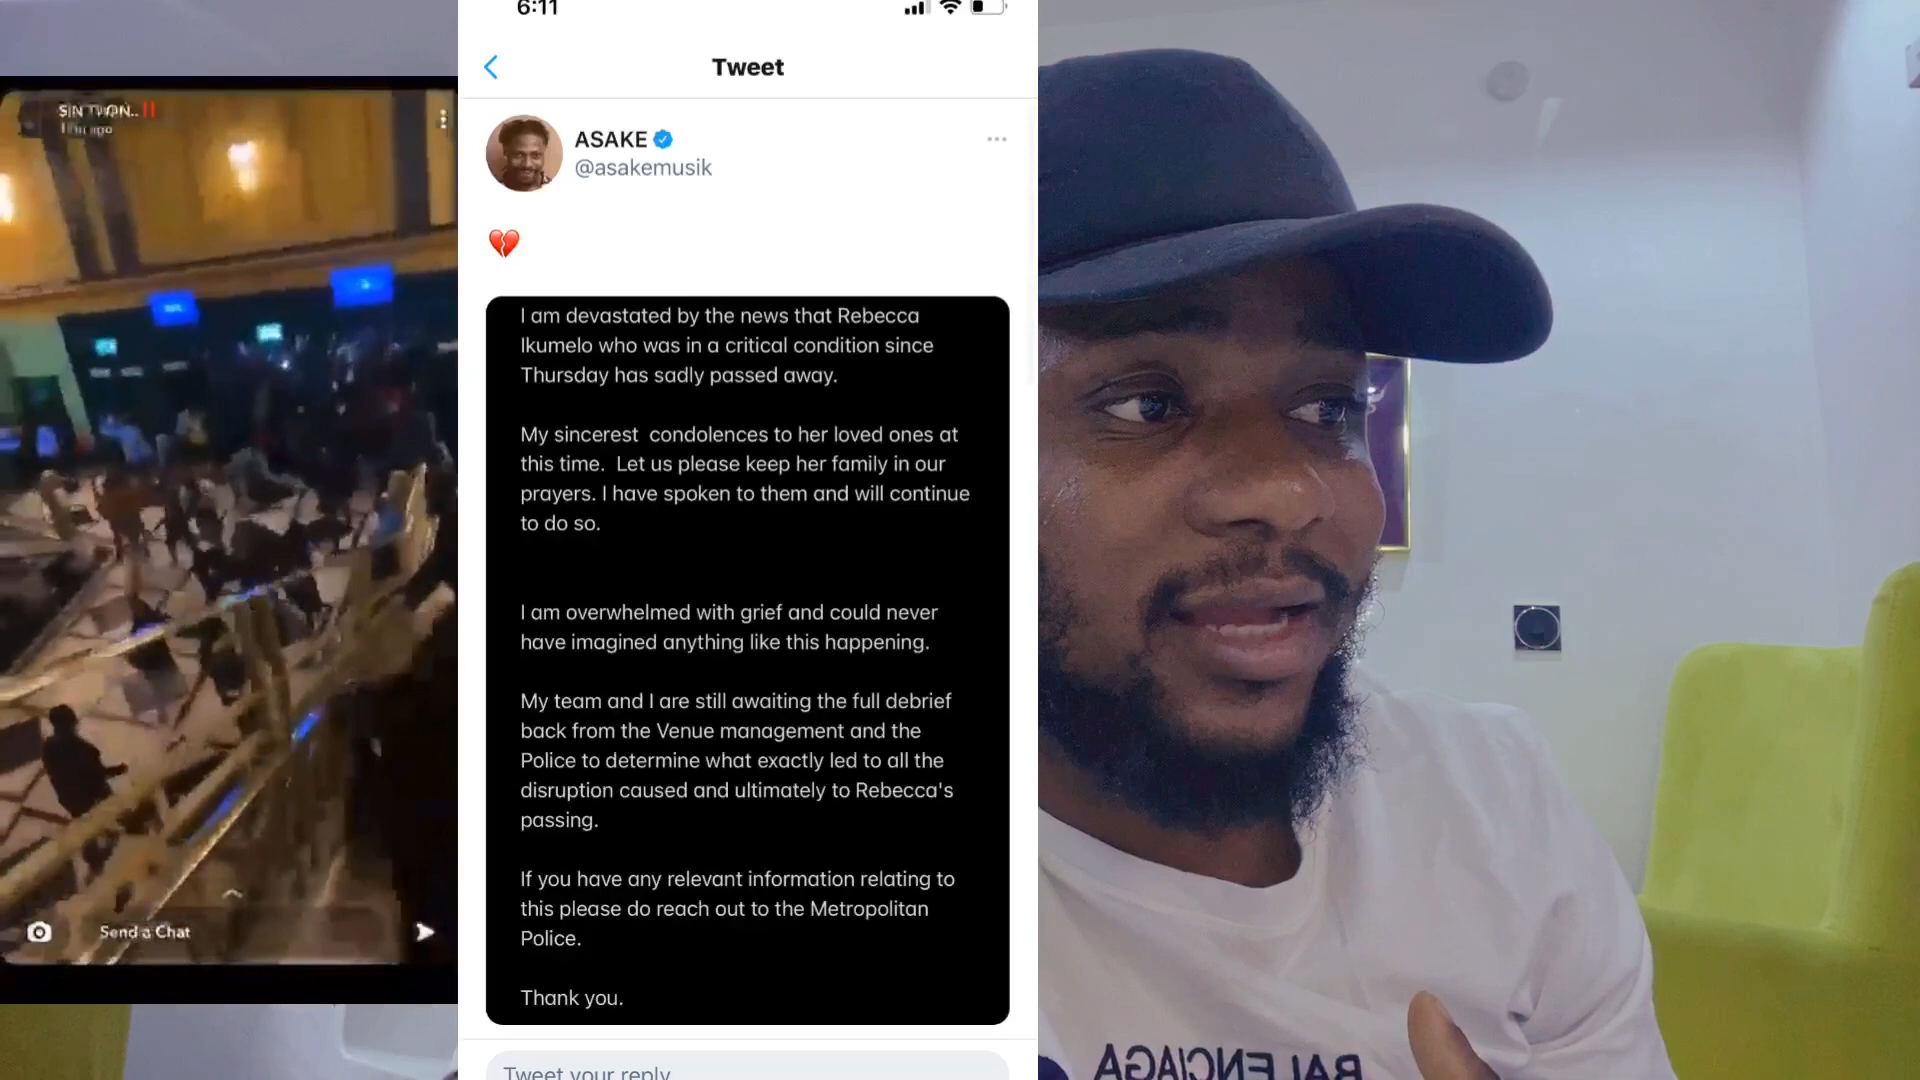 6:11
Tweet
ASAKE
@asakemusik
I am devastated by the news that Rebecca
Ikumelo who was in a critical condition since
Thursday has sadly passed away.
My sincerest condolences to her loved ones at
this time. Let us please keep her family in our
prayers. I have spoken to them and will continue
to do so.
I am overwhelmed with grief and could never
have imagined anything like this happening.
My team and I are still awaiting the full debrief
back from the Venue management and the
Police to determine what exactly led to all the
disruption caused and ultimately to Rebecca's
passing.
If you have any relevant information relating to
this please do reach out to the Metropolitan
Police.
Thank you.
Tweet your reply
Send a Chat
BALENCIAGA